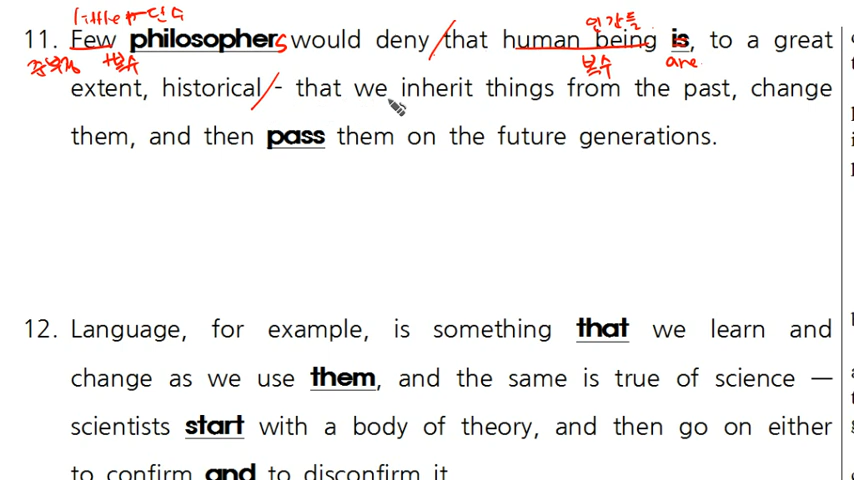 little + 단수
인간들
11. Few philosophers would deny that human being is, to a great
준부정 +복수 복수 are
extent, historical - that we inherit things from the past, change
them, and then pass them on the future generations.
12. Language, for example, is something that we learn and
change as we use them, and the same is true of science —
scientists start with a body of theory, and then go on either
to confirm and to disconfirm it